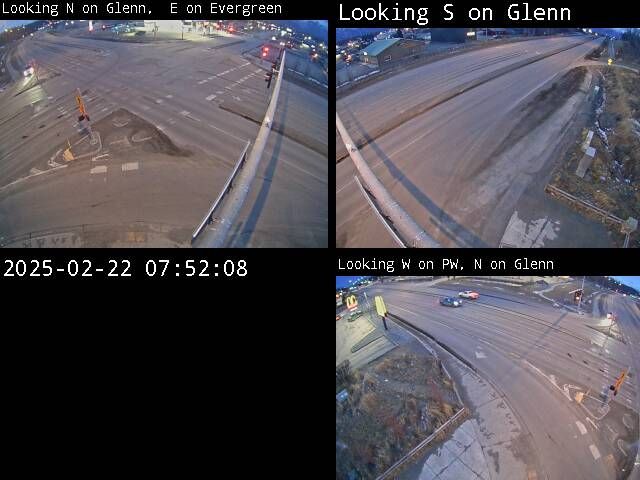 Looking N on Glenn,  E on Evergreen
Looking S on Glenn
2025-02-22 07:52:08
Looking W on PW, N on Glenn